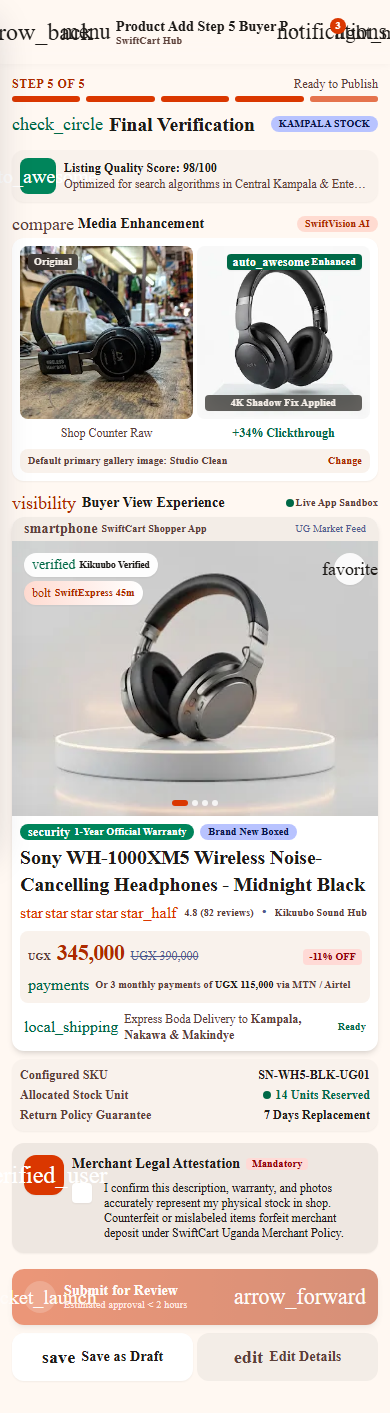 row_back menu Product Add Step 5 Buyer P notifications 3
SwiftCart Hub
STEP 5 OF 5 Ready to Publish
check_circle Final Verification KAMPALA STOCK
awe Listing Quality Score: 98/100
Optimized for search algorithms in Central Kampala & Ente...
compare Media Enhancement SwiftVision AI
Original auto_awesome Enhanced
4K Shadow Fix Applied
Shop Counter Raw +34% Clickthrough
Default primary gallery image: Studio Clean Change
visibility Buyer View Experience Live App Sandbox
smartphone SwiftCart Shopper App UG Market Feed
verified Kikuubo Verified favorite
bolt SwiftExpress 45m
security 1-Year Official Warranty Brand New Boxed
Sony WH-1000XM5 Wireless Noise-
Cancelling Headphones - Midnight Black
star star star star star_half 4.8 (82 reviews) • Kikuubo Sound Hub
UGX 345,000 UGX 390,000 -11% OFF
payments Or 3 monthly payments of UGX 115,000 via MTN / Airtel
local_shipping Express Boda Delivery to Kampala,
Nakawa & Makindye Ready
Configured SKU SN-WH5-BLK-UG01
Allocated Stock Unit 14 Units Reserved
Return Policy Guarantee 7 Days Replacement
erified_user Merchant Legal Attestation Mandatory
I confirm this description, warranty, and photos
accurately represent my physical stock in shop.
Counterfeit or mislabeled items forfeit merchant
deposit under SwiftCart Uganda Merchant Policy.
ket_launch Submit for Review arrow_forward
Estimated approval < 2 hours
save Save as Draft edit Edit Details